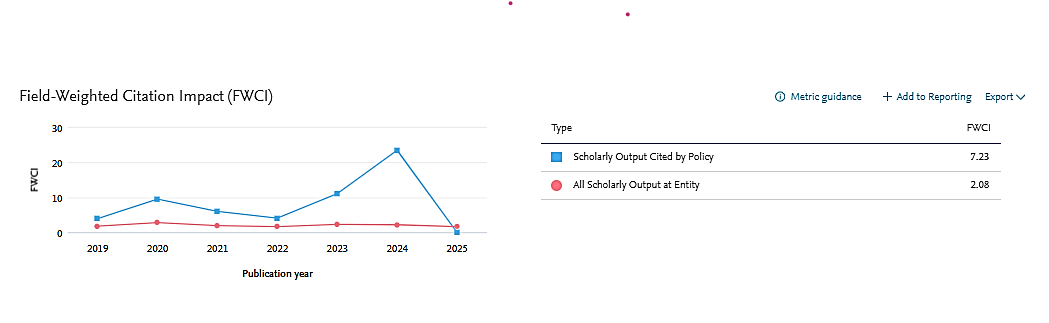 Field-Weighted Citation Impact (FWCI)
Metric guidance
Add to Reporting
Export
30
20
10
0
FWCI
2019 2020 2021 2022 2023 2024 2025
Publication year
Type FWCI
Scholarly Output Cited by Policy 7.23
All Scholarly Output at Entity 2.08